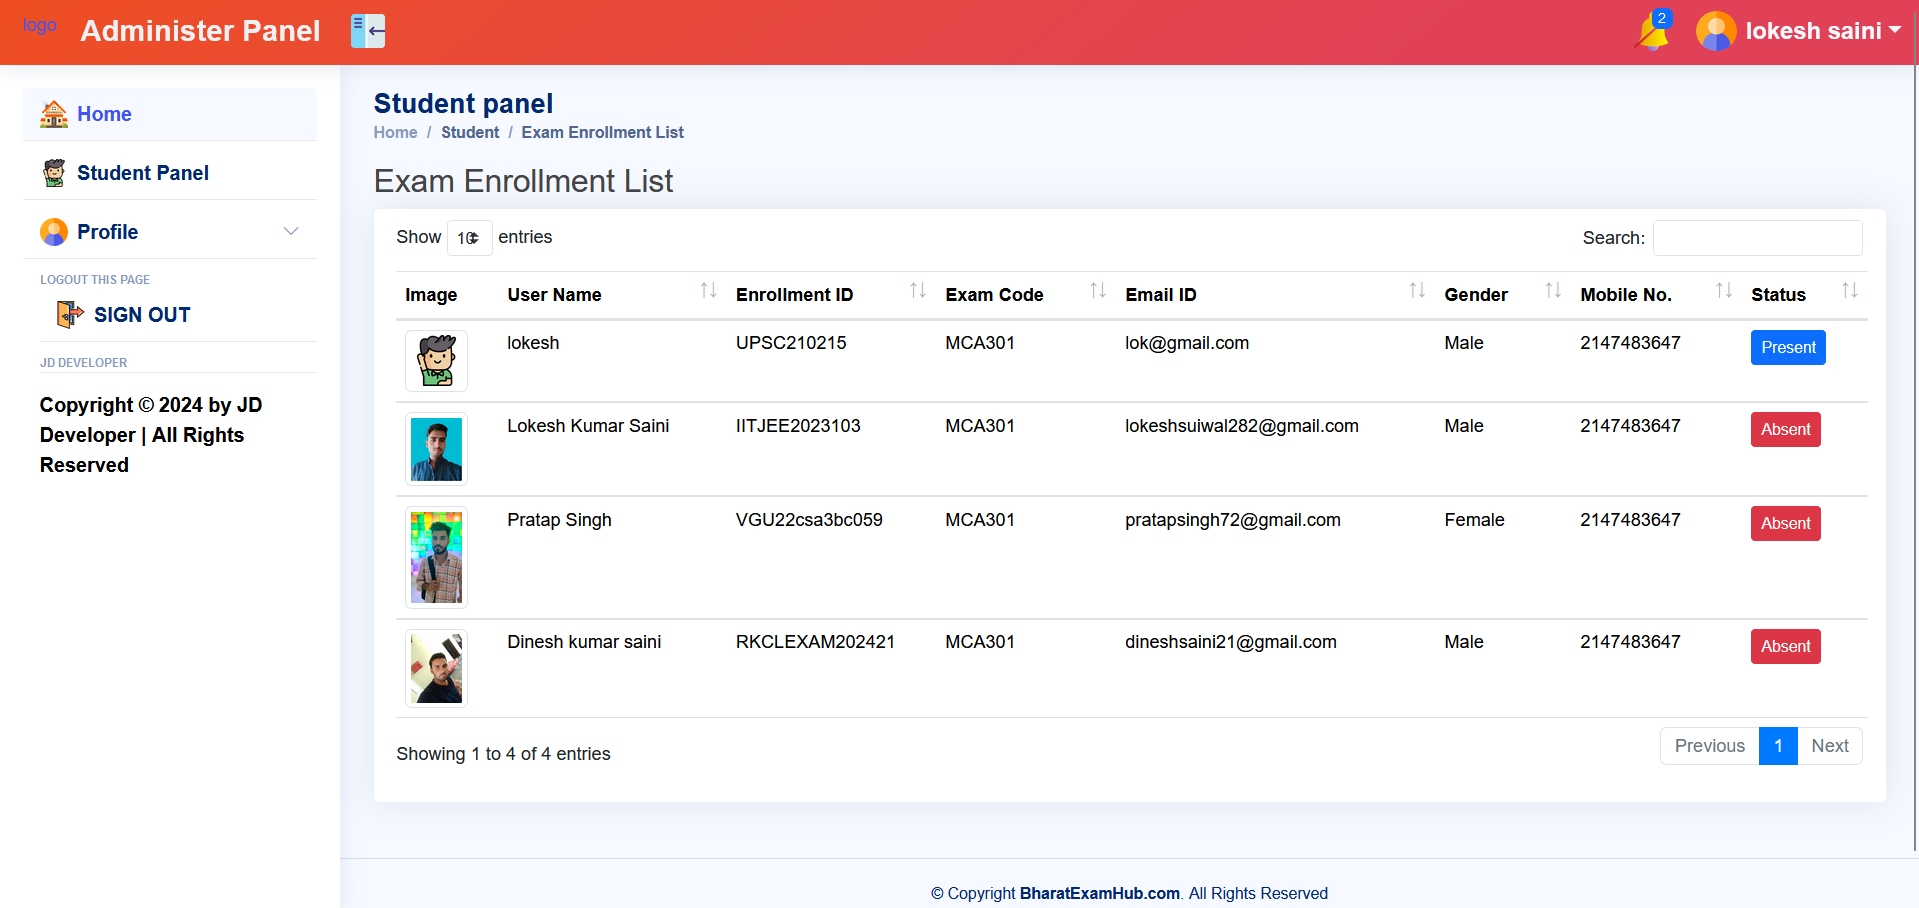 logo Administer Panel 2 lokesh saini
Home
Student Panel
Profile
LOGOUT THIS PAGE
SIGN OUT
JD DEVELOPER
Copyright © 2024 by JD
Developer | All Rights
Reserved
Student panel
Home / Student / Exam Enrollment List
Exam Enrollment List
Show 10 entries Search:
Image User Name Enrollment ID Exam Code Email ID Gender Mobile No. Status
lokesh UPSC210215 MCA301 lok@gmail.com Male 2147483647 Present
Lokesh Kumar Saini IITJEE2023103 MCA301 lokeshsuiwal282@gmail.com Male 2147483647 Absent
Pratap Singh VGU22csa3bc059 MCA301 pratapsingh72@gmail.com Female 2147483647 Absent
Dinesh kumar saini RKCLEXAM202421 MCA301 dineshsaini21@gmail.com Male 2147483647 Absent
Showing 1 to 4 of 4 entries Previous 1 Next
© Copyright BharatExamHub.com. All Rights Reserved